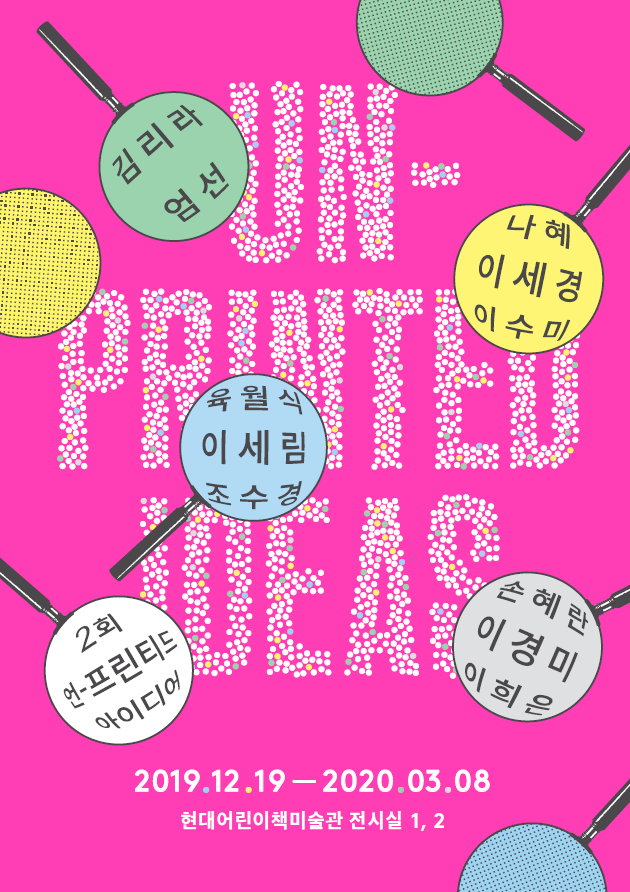 UN-
PRINTED
IDEAS
김리라
엄선
나혜
이세경
이수미
육월식
이세림
조수경
2회
언-프린티드
아이디어
손혜란
이경미
이희은
2019.12.19 — 2020.03.08
현대어린이책미술관 전시실 1, 2